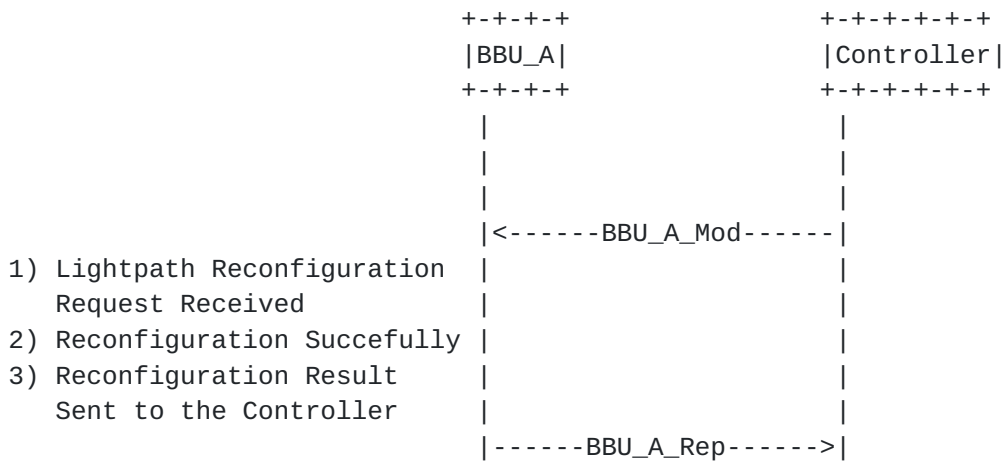 +-+-+-+ +-+-+-+-+-+
|BBU_A| |Controller|
+-+-+-+ +-+-+-+-+-+
| |
| |
| |
|<------BBU_A_Mod------|
1) Lightpath Reconfiguration | |
Request Received | |
2) Reconfiguration Succefully | |
3) Reconfiguration Result | |
Sent to the Controller | |
|------BBU_A_Rep------>|